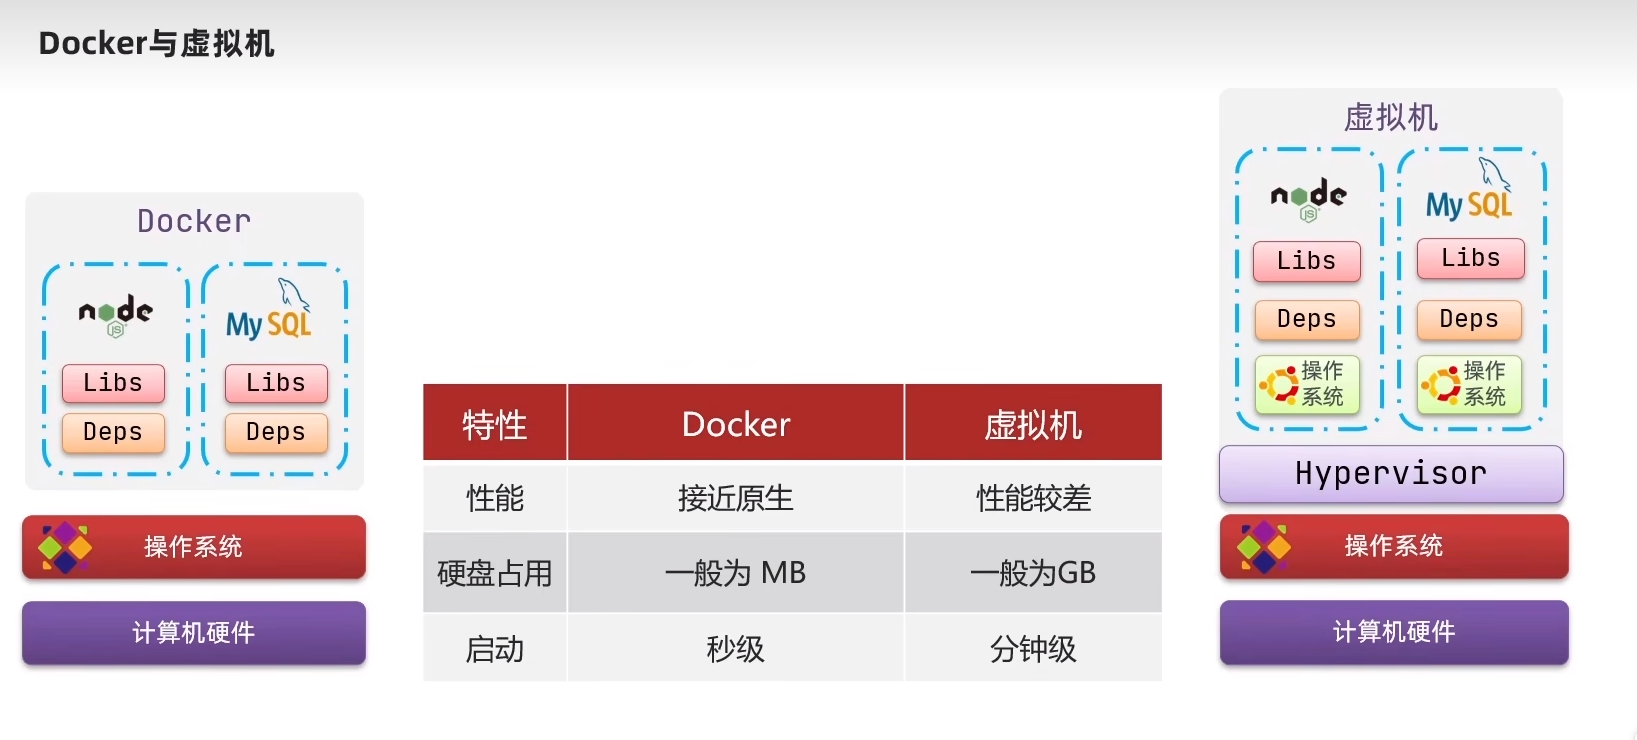 Docker与虚拟机
Docker
node
JS
MySQL
Libs
Libs
Deps
Deps
操作系统
计算机硬件
特性 Docker 虚拟机
性能 接近原生 性能较差
硬盘占用 一般为 MB 一般为GB
启动 秒级 分钟级
虚拟机
node
JS
MySQL
Libs
Libs
Deps
Deps
操作
系统
操作
系统
Hypervisor
操作系统
计算机硬件